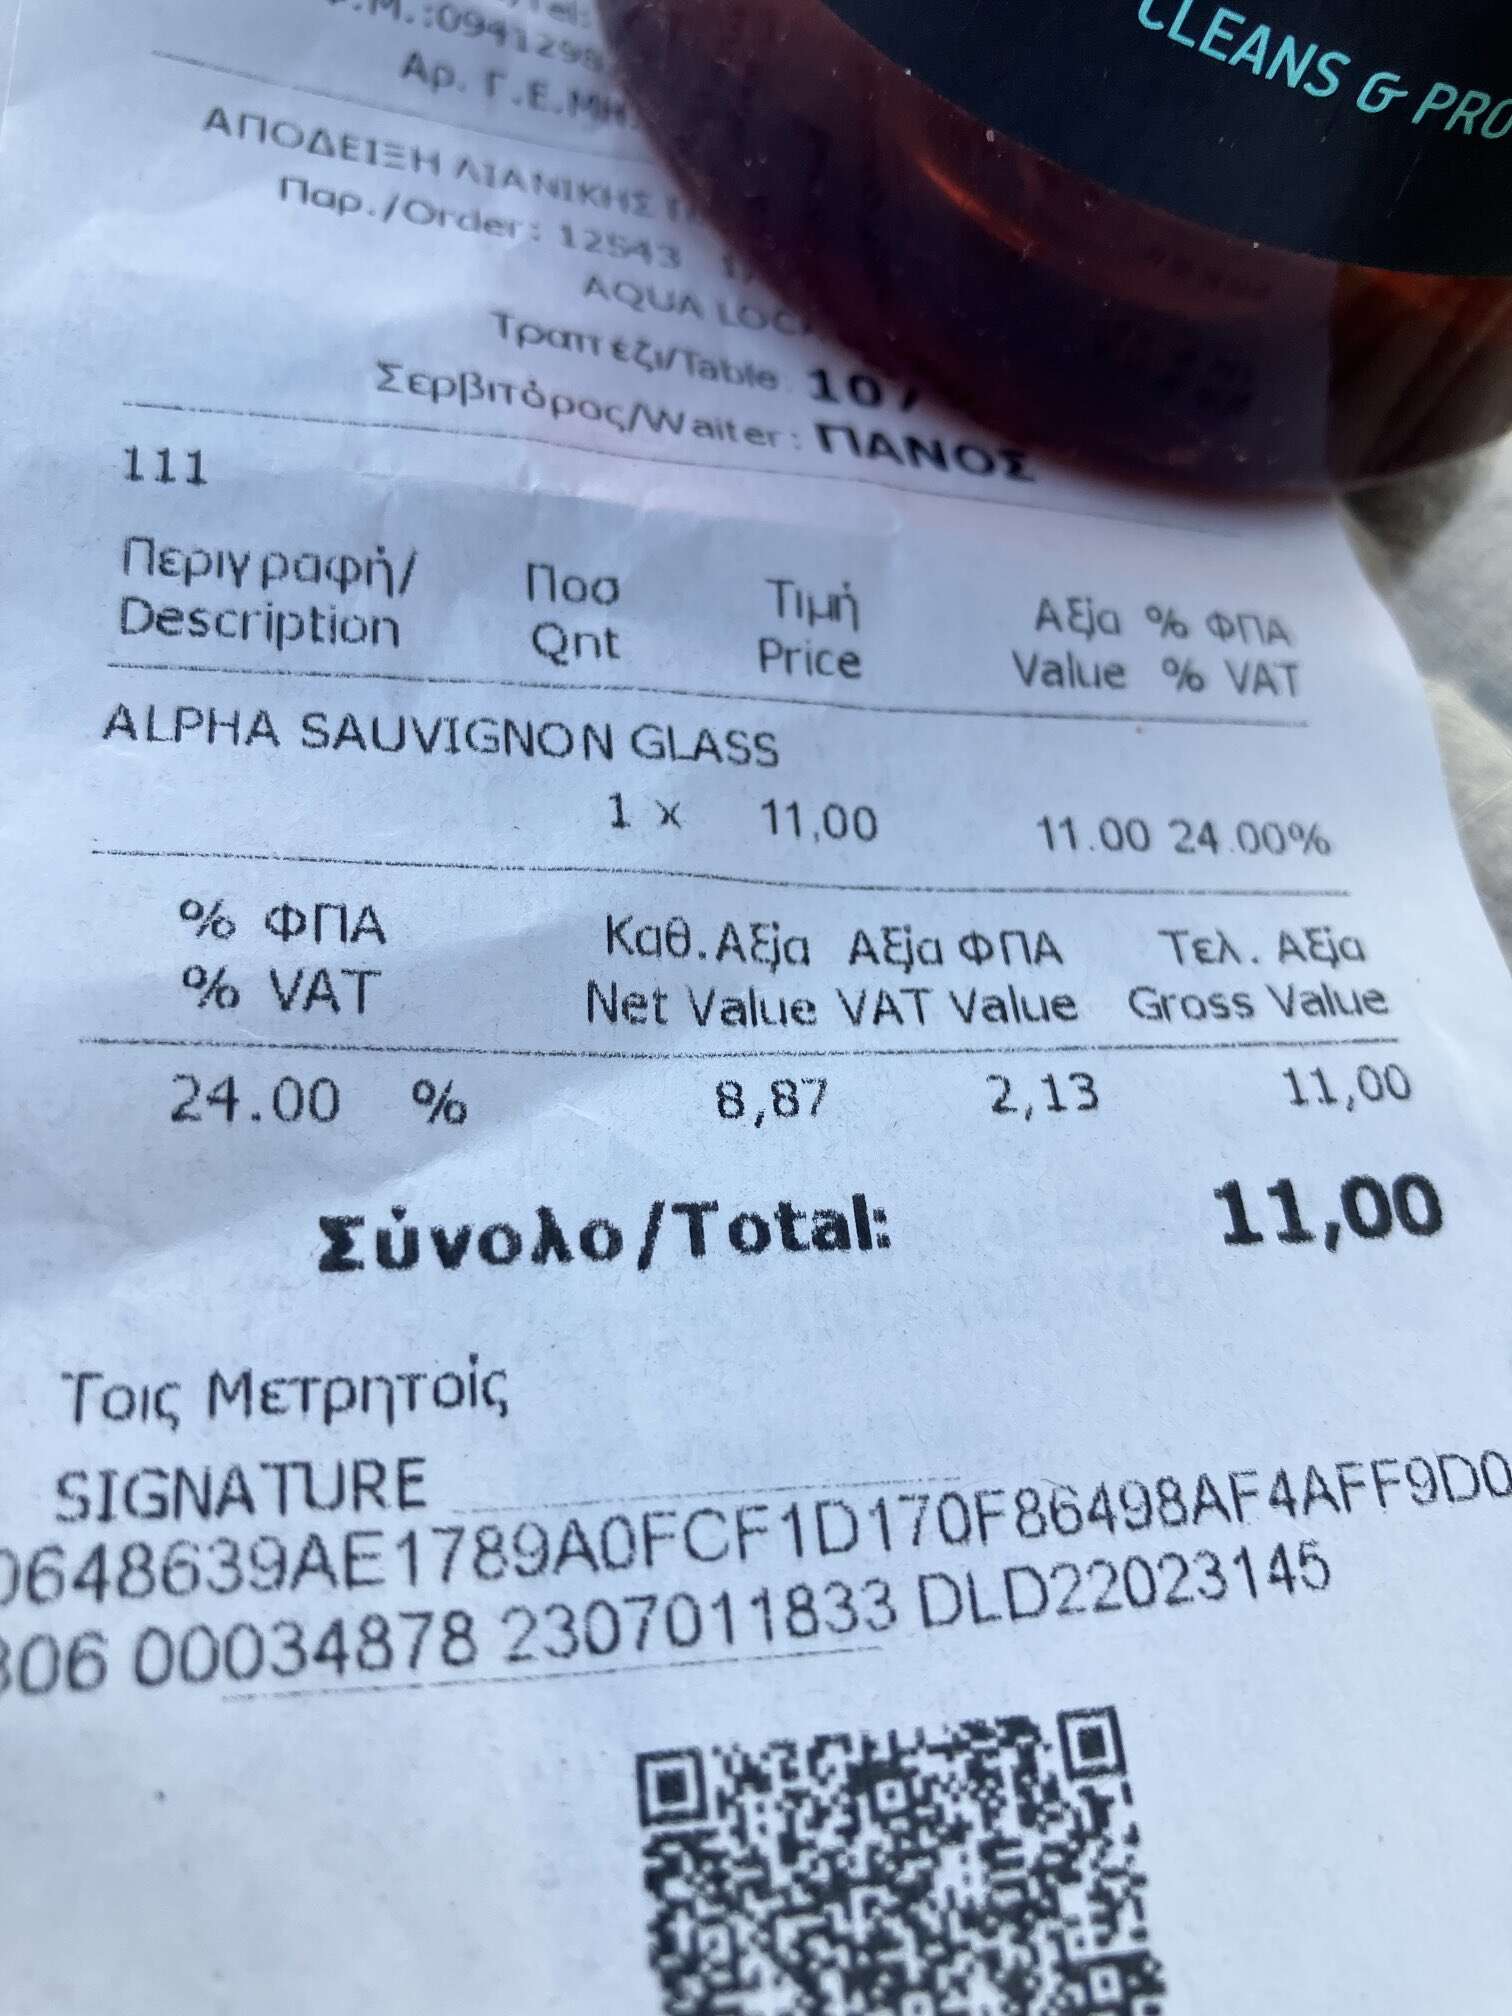 CLEANS & PRO
Αρ. Γ.Ε.ΜΗ.
ΑΠΟΔΕΙΞΗ ΛΙΑΝΙΚΗΣ
Παρ./Order: 12543
AQUA
Τραπέζι/Table 107
Σερβιτόρος/Waiter: ΠΑΝΟΣ
111
Περιγραφή/ Ποσ Τιμή Αξία % ΦΠΑ
Description Qnt Price Value % VAT
ALPHA SAUVIGNON GLASS
1 x 11,00 11.00 24.00%
% ΦΠΑ Καθ.Αξία Αξία ΦΠΑ Τελ. Αξία
% VAT Net Value VAT Value Gross Value
24.00 % 8,87 2,13 11,00
Σύνολο/Total: 11,00
Τοις Μετρητοίς
SIGNATURE
0648639AE1789A0FCF1D170F86498AF4AFF9D0
306 00034878 2307011833 DLD22023145